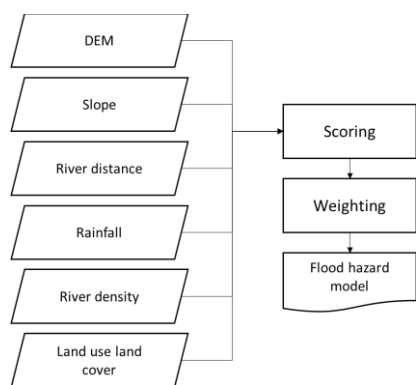 DEM
Slope
River distance
Rainfall
River density
Land use land
cover
Scoring
Weighting
Flood hazard
model